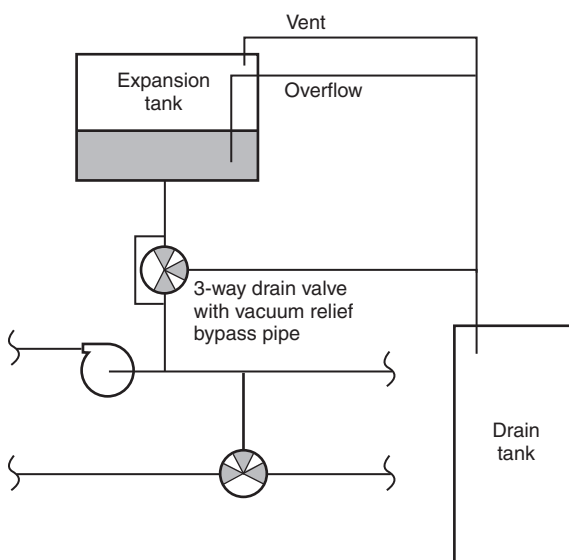 Vent
Expansion
tank
Overflow
3-way drain valve
with vacuum relief
bypass pipe
Drain
tank